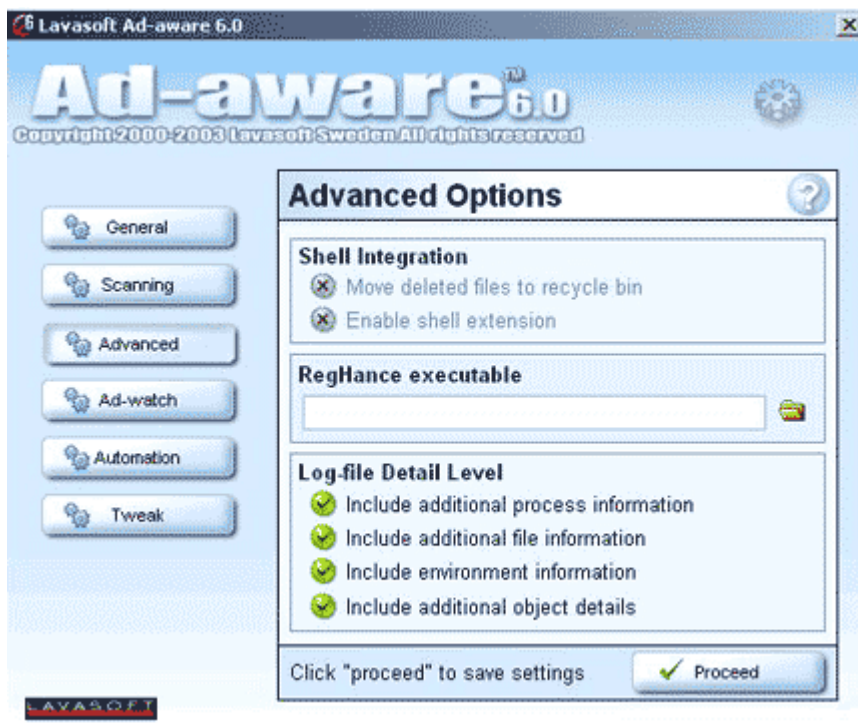 Lavasoft Ad-aware 6.0
Ad-aware 6.0 TM
Copyright 2000-2003 Lavasoft Sweden All rights reserved
General
Scanning
Advanced
Ad-watch
Automation
Tweak
Advanced Options
?
Shell Integration
Move deleted files to recycle bin
Enable shell extension
RegHance executable
Log-file Detail Level
Include additional process information
Include additional file information
Include environment information
Include additional object details
Click "proceed" to save settings
Proceed
LAVASOFT